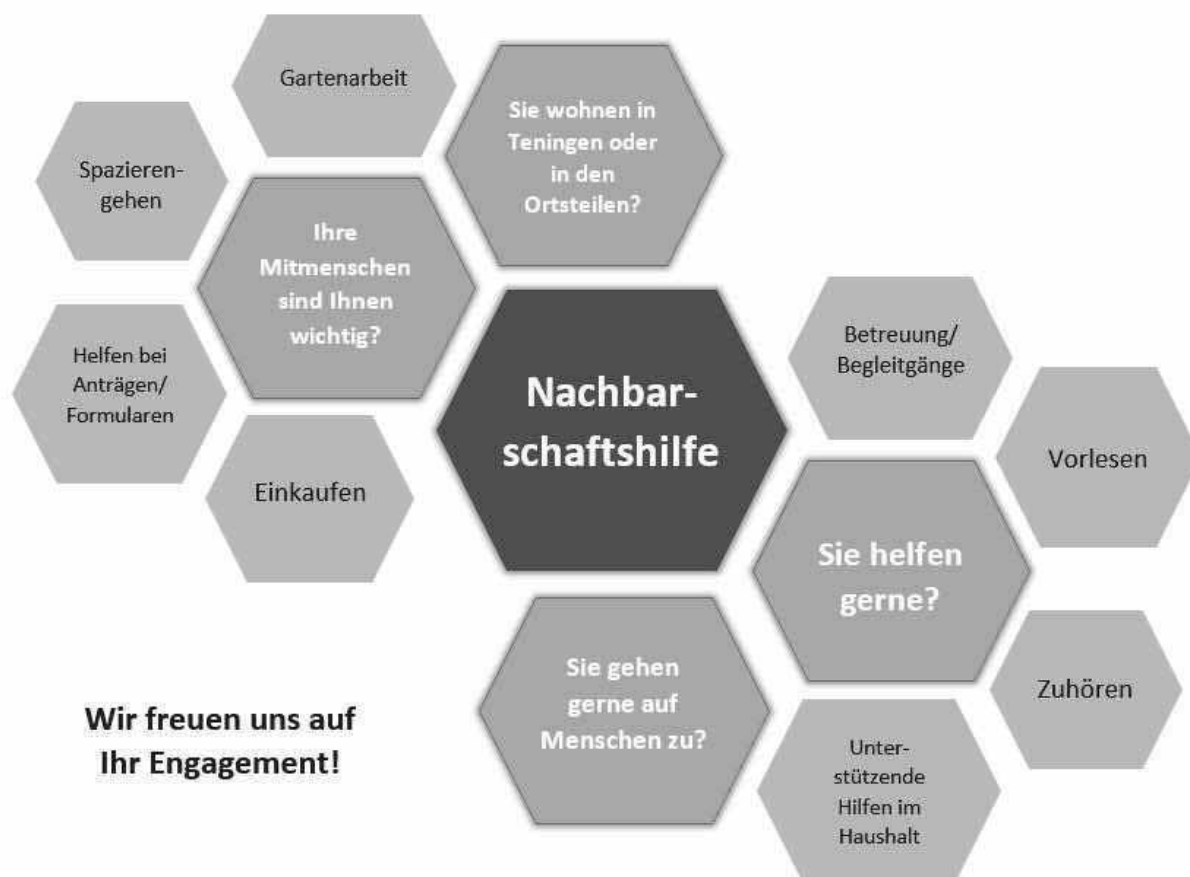 Gartenarbeit
Sie wohnen in
Teningen oder
in den
Ortsteilen?
Spazieren-
gehen
Ihre
Mitmenschen
sind Ihnen
wichtig?
Helfen bei
Anträgen/
Formularen
Einkaufen
Nachbar-
schaftshilfe
Betreuung/
Begleitgänge
Vorlesen
Sie helfen
gerne?
Zuhören
Sie gehen
gerne auf
Menschen zu?
Unter-
stützende
Hilfen im
Haushalt
Wir freuen uns auf
Ihr Engagement!